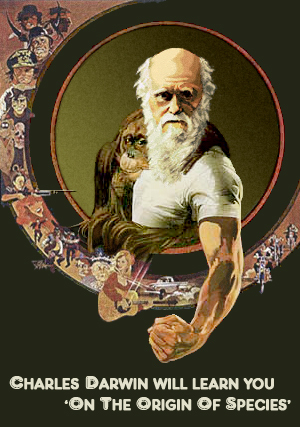 Charles Darwin will learn you
'On The Origin Of Species'